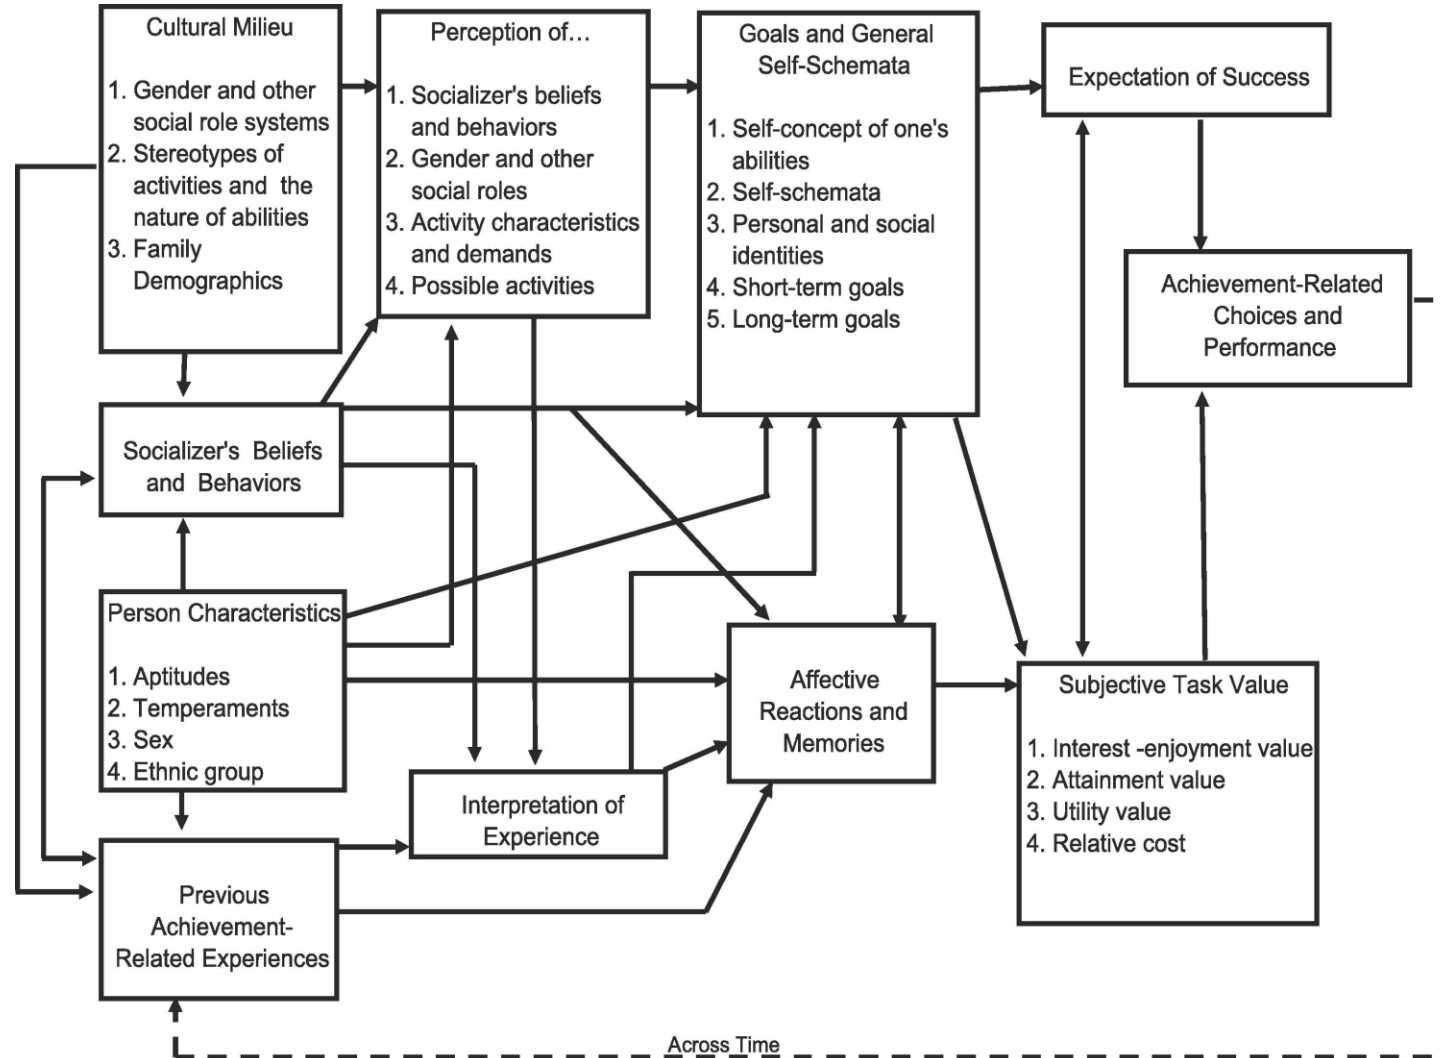 Cultural Milieu
1. Gender and other
social role systems
2. Stereotypes of
activities and the
nature of abilities
3. Family
Demographics
Perception of...
1. Socializer's beliefs
and behaviors
2. Gender and other
social roles
3. Activity characteristics
and demands
4. Possible activities
Goals and General
Self-Schemata
1. Self-concept of one's
abilities
2. Self-schemata
3. Personal and social
identities
4. Short-term goals
5. Long-term goals
Expectation of Success
Achievement-Related
Choices and
Performance
Socializer's Beliefs
and Behaviors
Person Characteristics
1. Aptitudes
2. Temperaments
3. Sex
4. Ethnic group
Affective
Reactions and
Memories
Subjective Task Value
1. Interest -enjoyment value
2. Attainment value
3. Utility value
4. Relative cost
Interpretation of
Experience
Previous
Achievement-
Related Experiences
Across Time